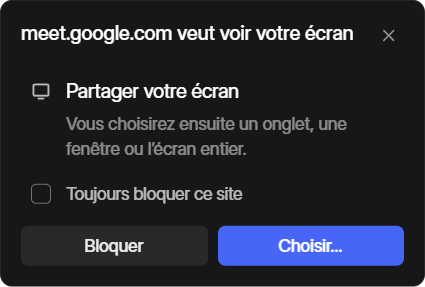 meet.google.com veut voir votre écran
Partager votre écran
Vous choisirez ensuite un onglet, une
fenêtre ou l’écran entier.
Toujours bloquer ce site
Bloquer
Choisir...